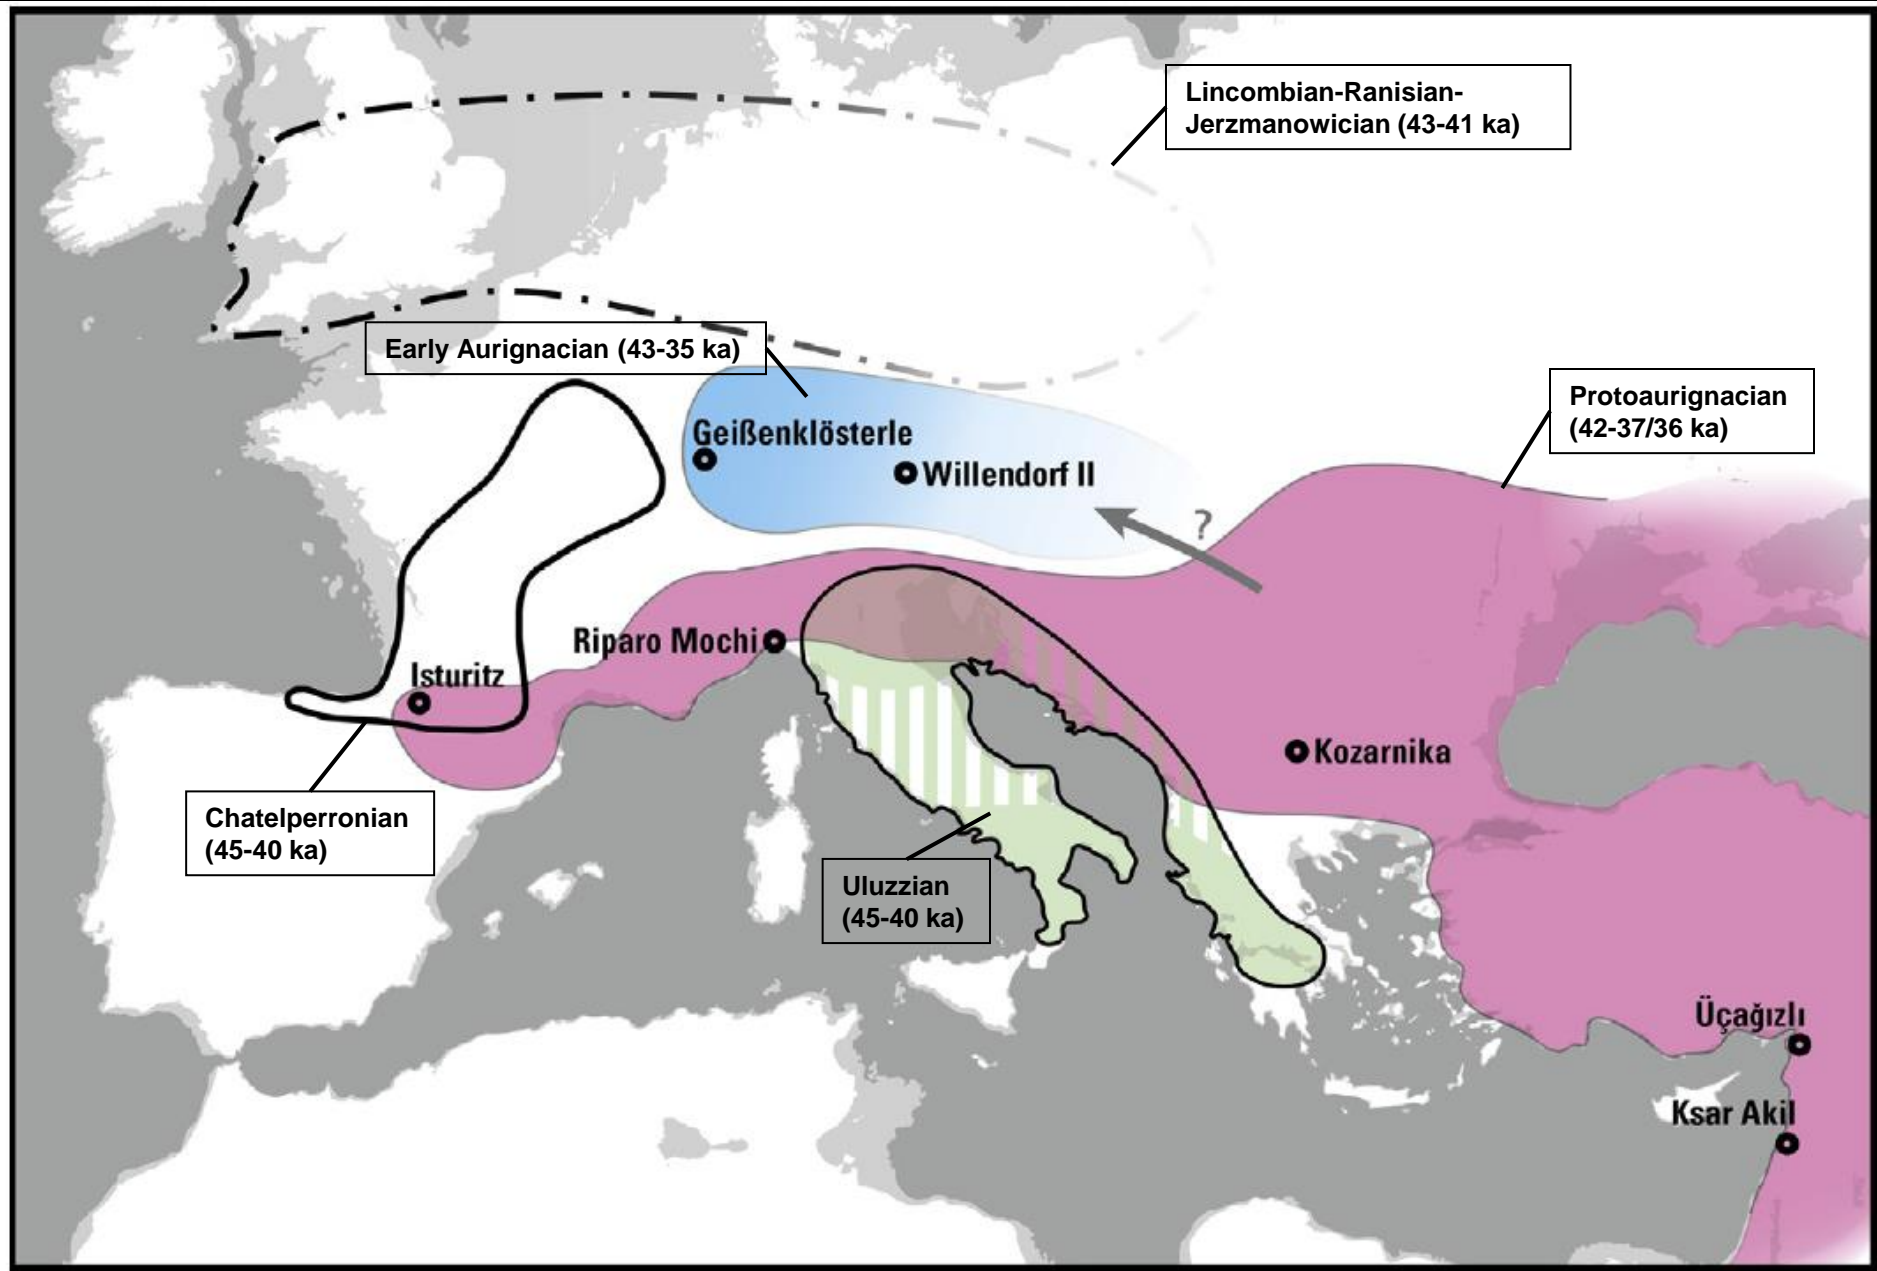 Lincombian-Ranisian-
Jerzmanowician (43-41 ka)
Early Aurignacian (43-35 ka)
Protoaurignacian
(42-37/36 ka)
Geißenklösterle
Willendorf II
?
Riparo Mochi
Isturitz
Kozarnika
Chatelperronian
(45-40 ka)
Uluzzian
(45-40 ka)
Üçağızlı
Ksar Akil